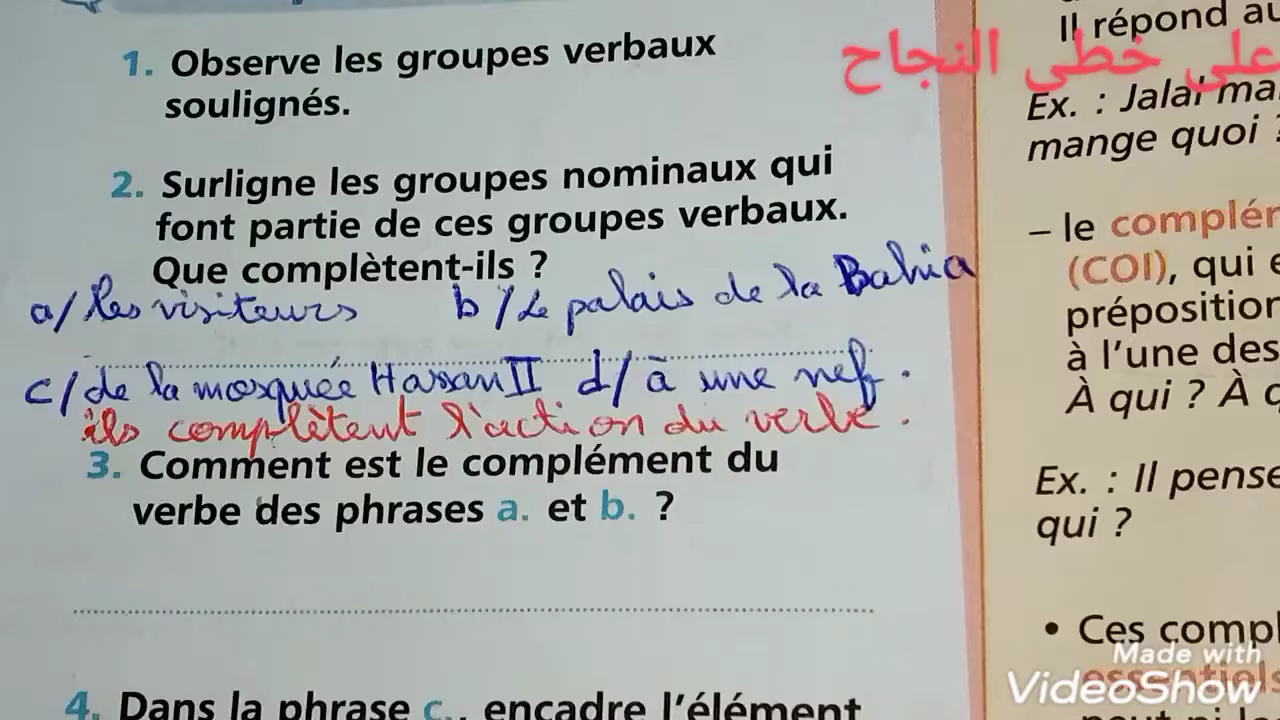 1. Observe les groupes verbaux
soulignés.
2. Surligne les groupes nominaux qui
font partie de ces groupes verbaux.
Que complètent-ils ?
a/ les visiteurs b/ Le palais de la Bahia
c/ de la mosquée Hassan II d/ à une nef.
ils complètent l'action du verbe.
3. Comment est le complément du
verbe des phrases a. et b. ?
4. Dans la phrase c., encadre l'élément
على خطى النجاح
Il répond au
Ex. : Jalal ma
mange quoi ?
– le complé
(COI), qui e
préposition
à l'une des
À qui ? À
Ex. : Il pense
qui ?
• Ces compl
essentiels
Made with
VideoShow